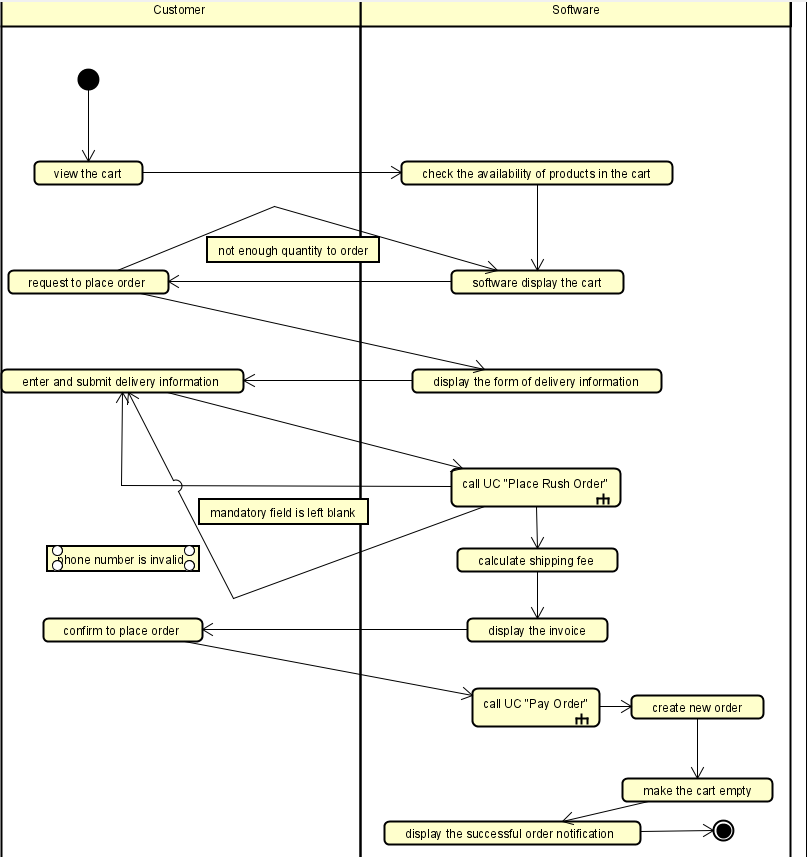 Customer
Software
view the cart
check the availability of products in the cart
not enough quantity to order
request to place order
software display the cart
enter and submit delivery information
display the form of delivery information
call UC "Place Rush Order"
mandatory field is left blank
phone number is invalid
calculate shipping fee
confirm to place order
display the invoice
call UC "Pay Order"
create new order
make the cart empty
display the successful order notification